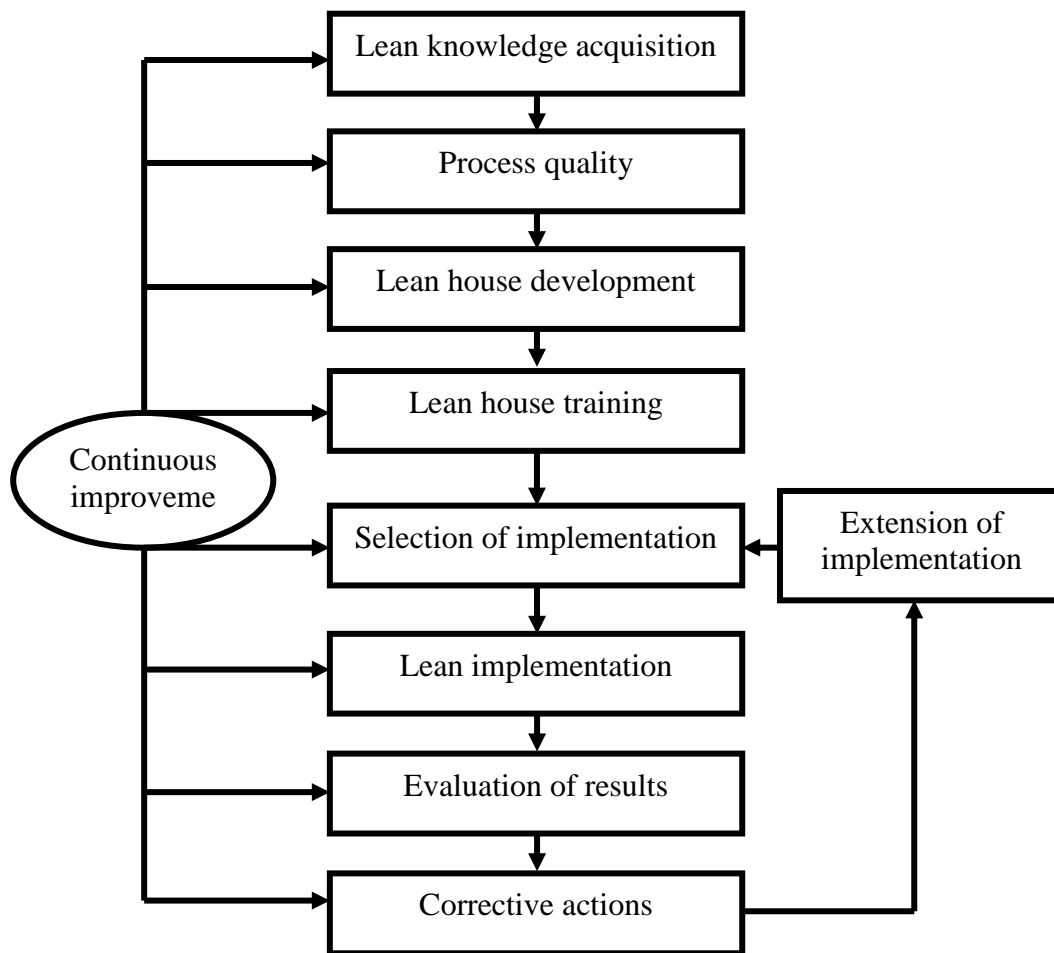 Lean knowledge acquisition
Process quality
Lean house development
Lean house training
Continuous
improveme
Selection of implementation
Extension of
implementation
Lean implementation
Evaluation of results
Corrective actions